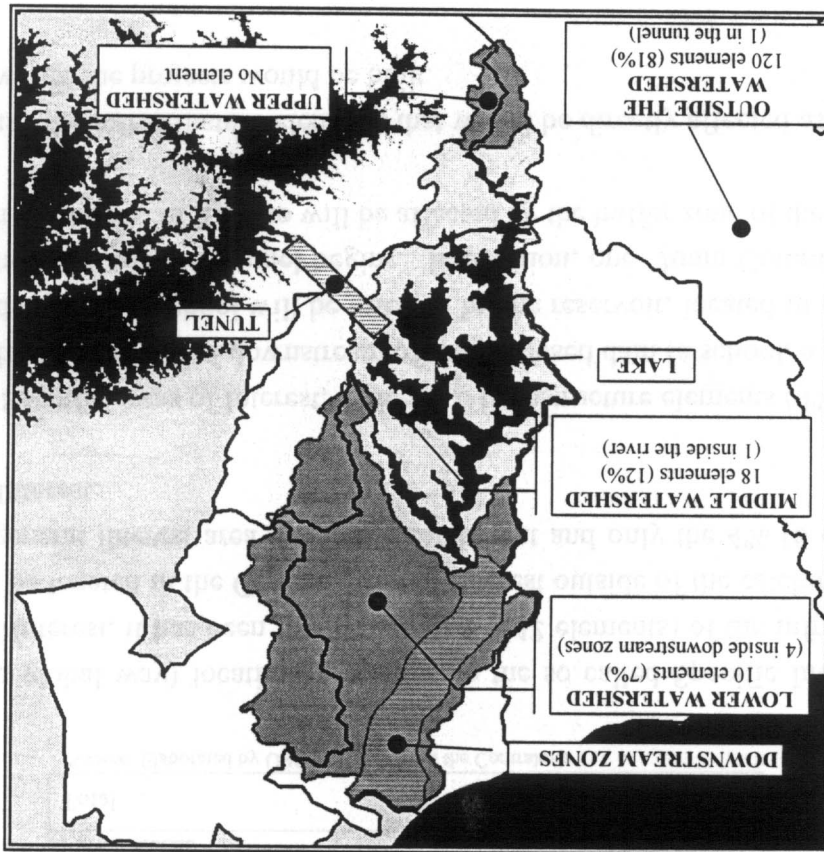 DOWNSTREAM ZONES
LOWER WATERSHED
10 elements (7%)
(4 inside downstream zones)
MIDDLE WATERSHED
18 elements (12%)
(1 inside the river)
LAKE
TUNEL
OUTSIDE THE
WATERSHED
120 elements (81%)
(1 in the tunnel)
UPPER WATERSHED
No element